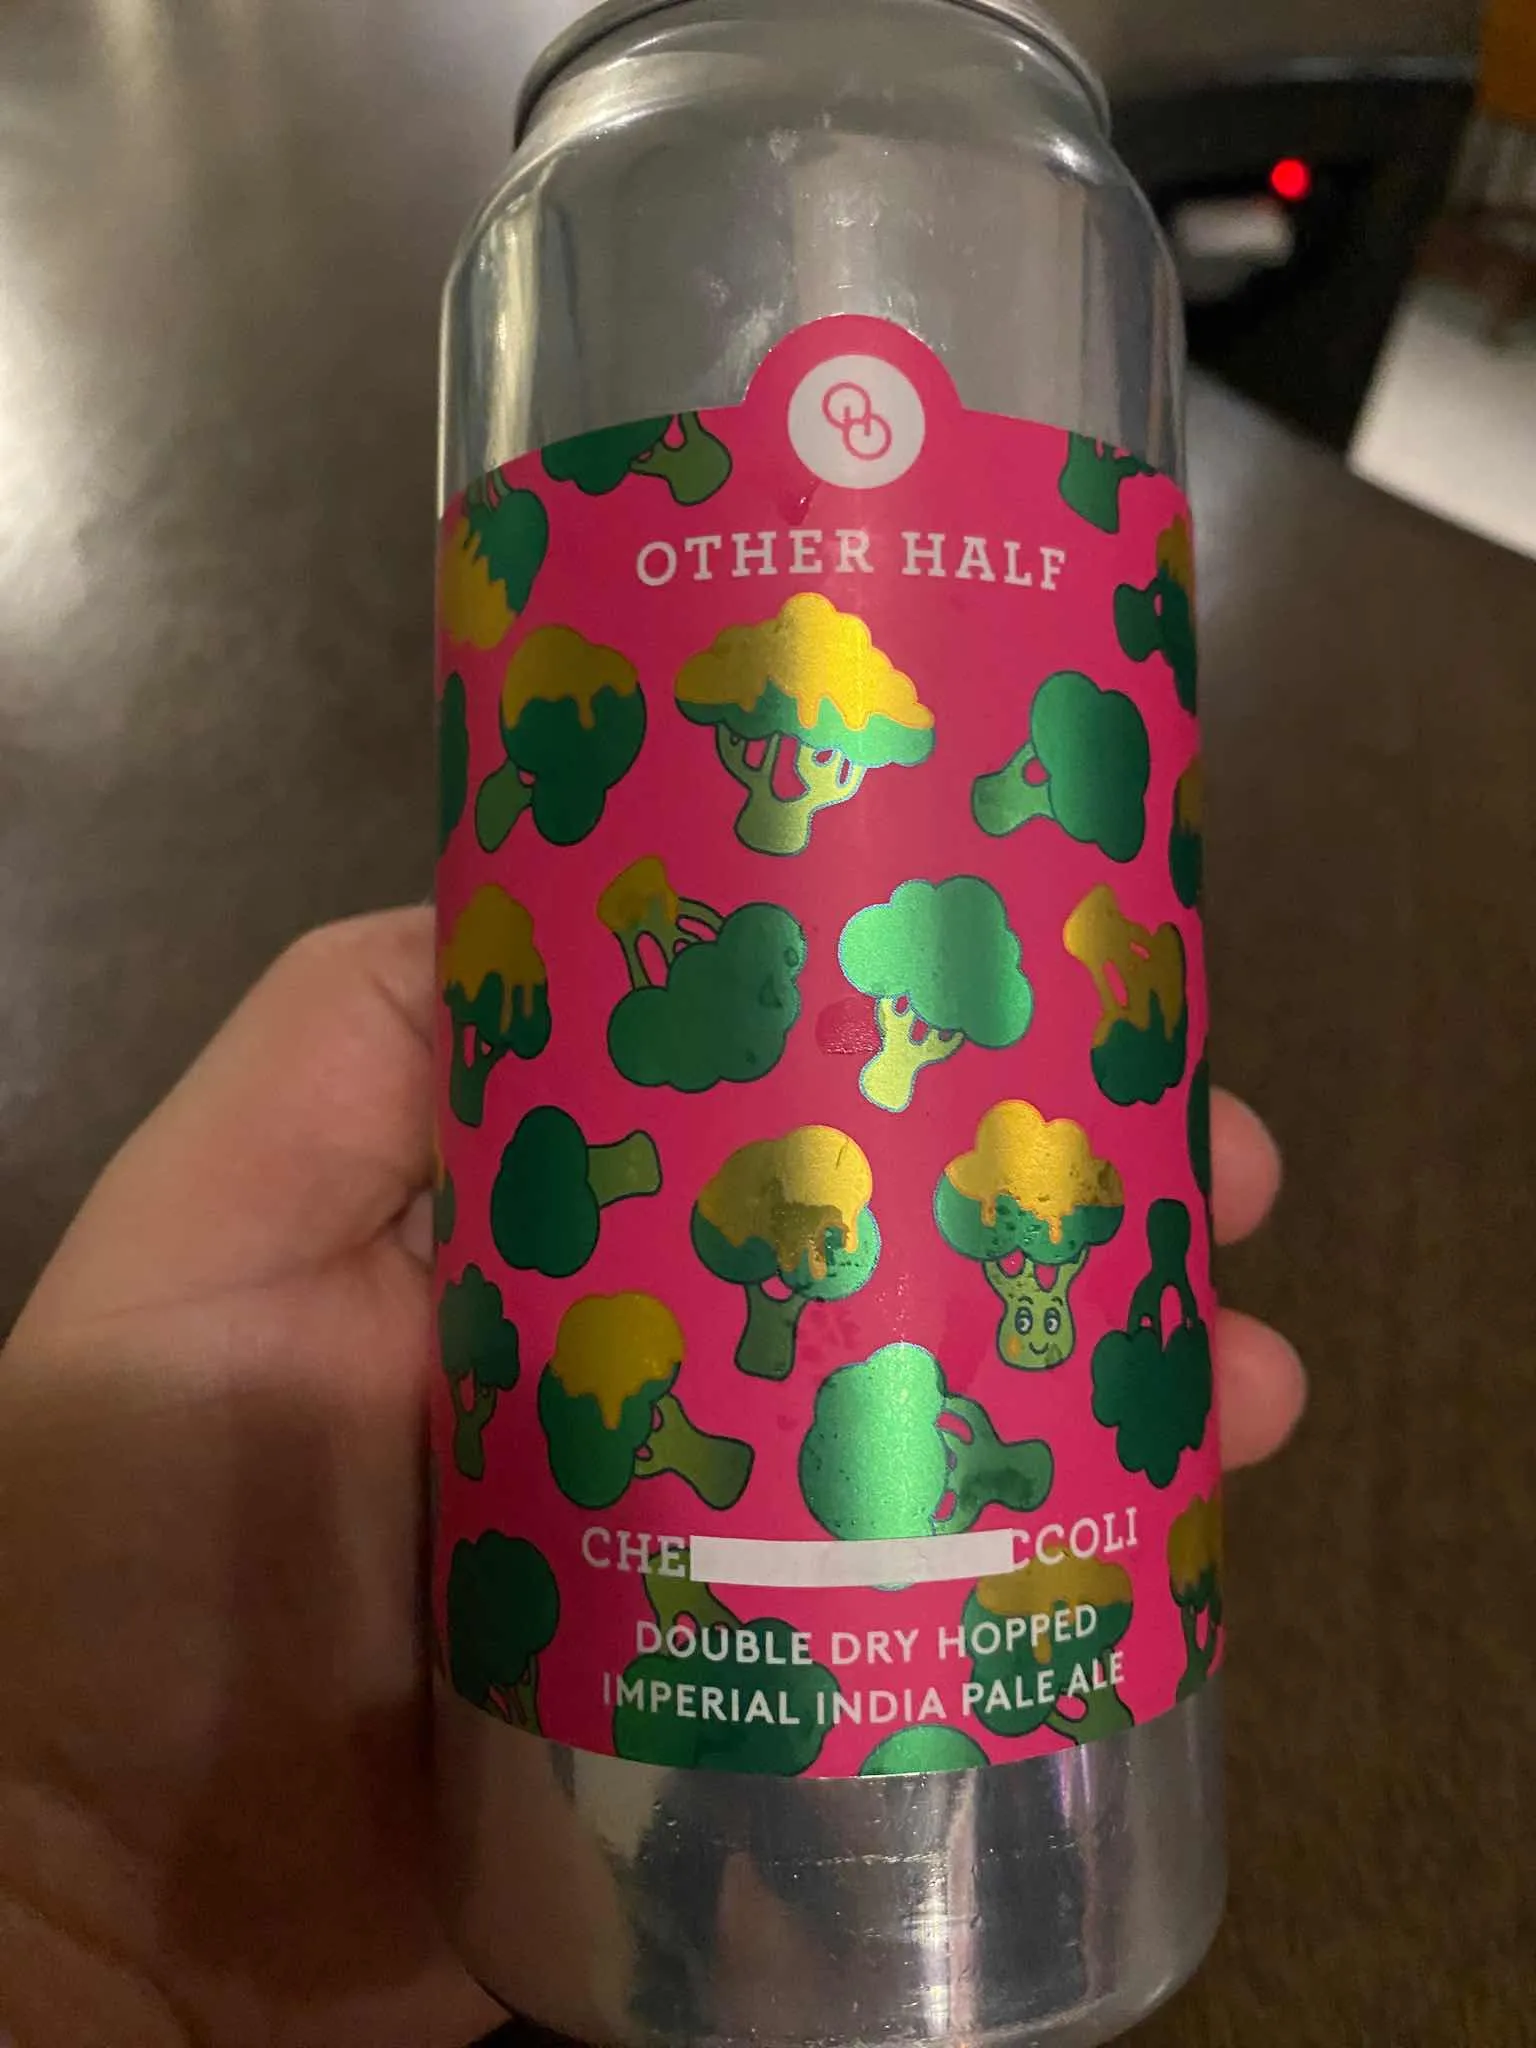 OTHER HALF
CHE CCOLI
DOUBLE DRY HOPPED
IMPERIAL INDIA PALE ALE